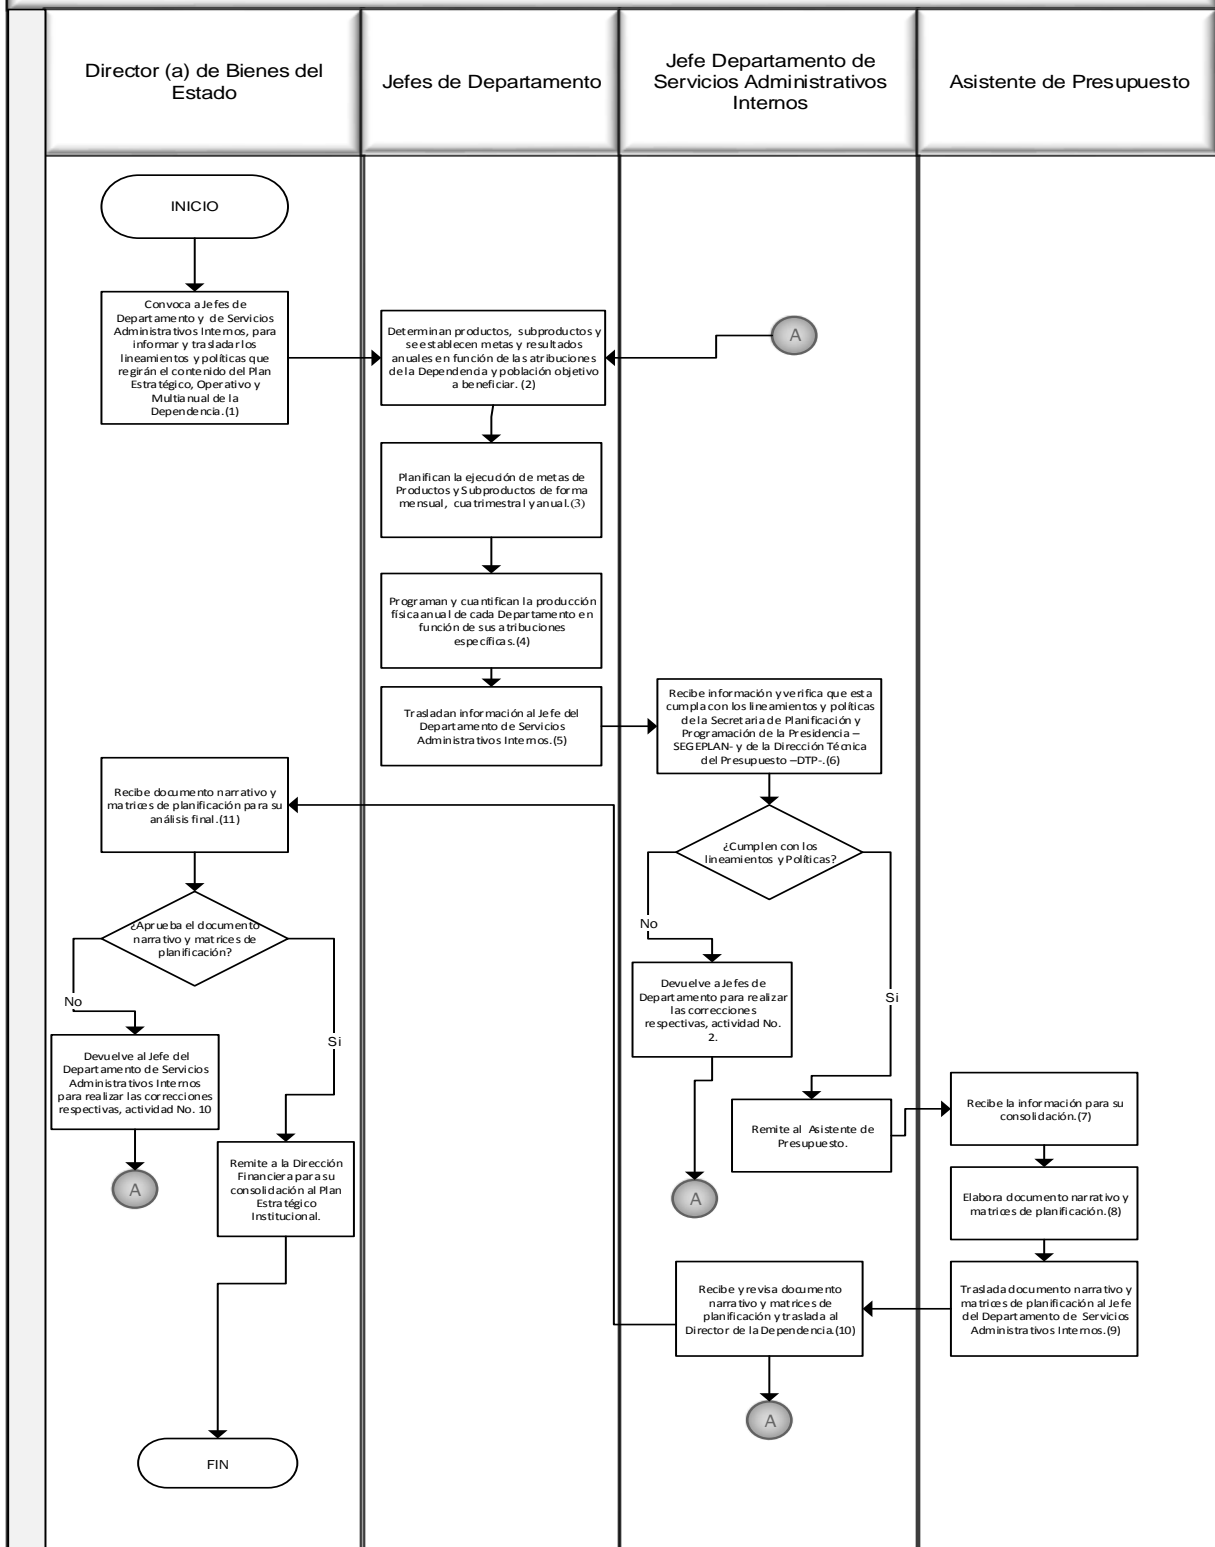 Director (a) de Bienes del
Estado
Jefes de Departamento
Jefe Departamento de
Servicios Administrativos
Internos
Asistente de Presupuesto
INICIO
Convoca a Jefes de
Departamento y de Servicios
Administrativos Internos, para
informar y trasladar los
lineamientos y políticas que
regirán el contenido del Plan
Estratégico, Operativo y
Multianual de la
Dependencia.(1)
Determinan productos, subproductos y
se establecen metas y resultados
anuales en función de las atribuciones
de la Dependencia y población objetivo
a beneficiar. (2)
A
Planifican la ejecución de metas de
Productos y Subproductos de forma
mensual, cuatrimestral y anual.(3)
Programan y cuantifican la producción
física anual de cada Departamento en
función de sus atribuciones
específicas.(4)
Trasladan información al Jefe del
Departamento de Servicios
Administrativos Internos.(5)
Recibe información y verifica que esta
cumpla con los lineamientos y políticas
de la Secretaria de Planificación y
Programación de la Presidencia –
SEGEPLAN- y de la Dirección Técnica
del Presupuesto –DTP-.(6)
¿Cumplen con los
lineamientos y Políticas?
No
Si
Devuelve a Jefes de
Departamento para realizar
las correcciones
respectivas, actividad No.
2.
A
Remite al Asistente de
Presupuesto.
Recibe la información para su
consolidación.(7)
Elabora documento narrativo y
matrices de planificación.(8)
Traslada documento narrativo y
matrices de planificación al Jefe
del Departamento de Servicios
Administrativos Internos.(9)
Recibe y revisa documento
narrativo y matrices de
planificación y traslada al
Director de la Dependencia.(10)
A
Recibe documento narrativo y
matrices de planificación para su
análisis final.(11)
¿Aprueba el documento
narrativo y matrices de
planificación?
No
Si
Devuelve al Jefe del
Departamento de Servicios
Administrativos Internos
para realizar las correcciones
respectivas, actividad No. 10
A
Remite a la Dirección
Financiera para su
consolidación al Plan
Estratégico
Institucional.
FIN